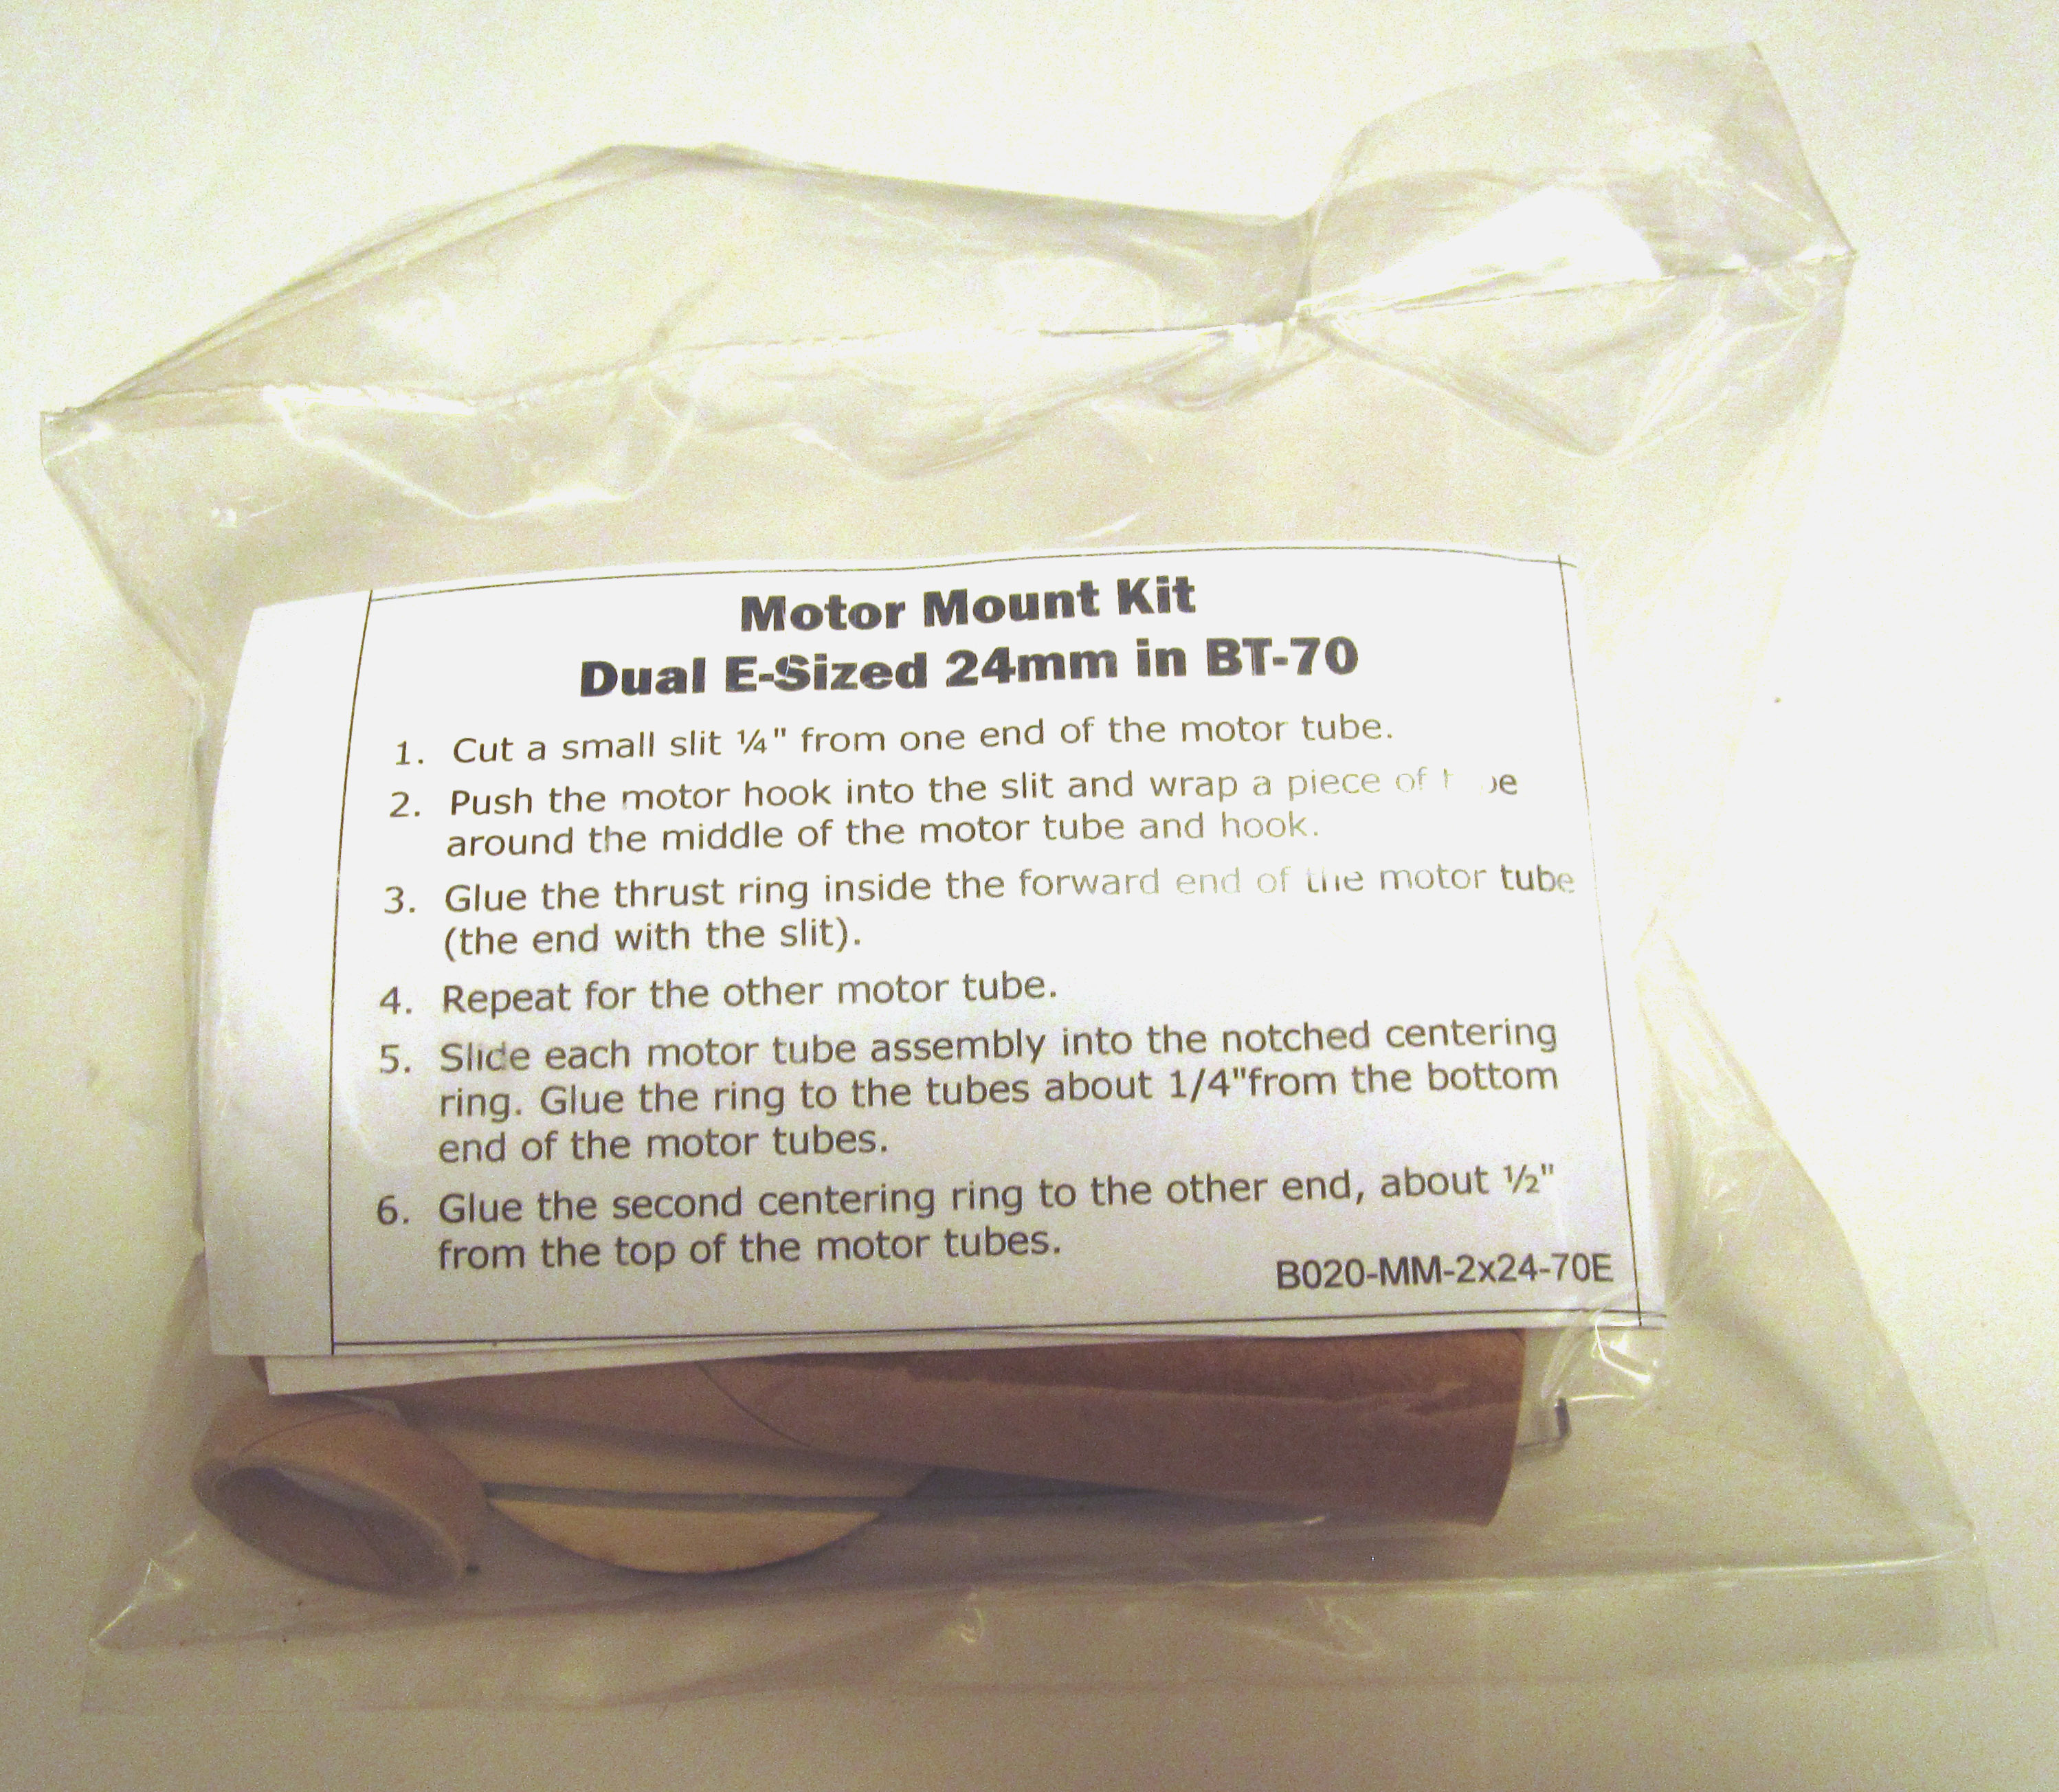 Motor Mount Kit
Dual E-Sized 24mm in BT-70
1. Cut a small slit ¼" from one end of the motor tube.
2. Push the motor hook into the slit and wrap a piece of
around the middle of the motor tube and hook.
3. Glue the thrust ring inside the forward end of the motor tube
(the end with the slit).
4. Repeat for the other motor tube.
5. Slide each motor tube assembly into the notched centering
ring. Glue the ring to the tubes about 1/4"from the bottom
end of the motor tubes.
6. Glue the second centering ring to the other end, about ½"
from the top of the motor tubes.
B020-MM-2x24-70E